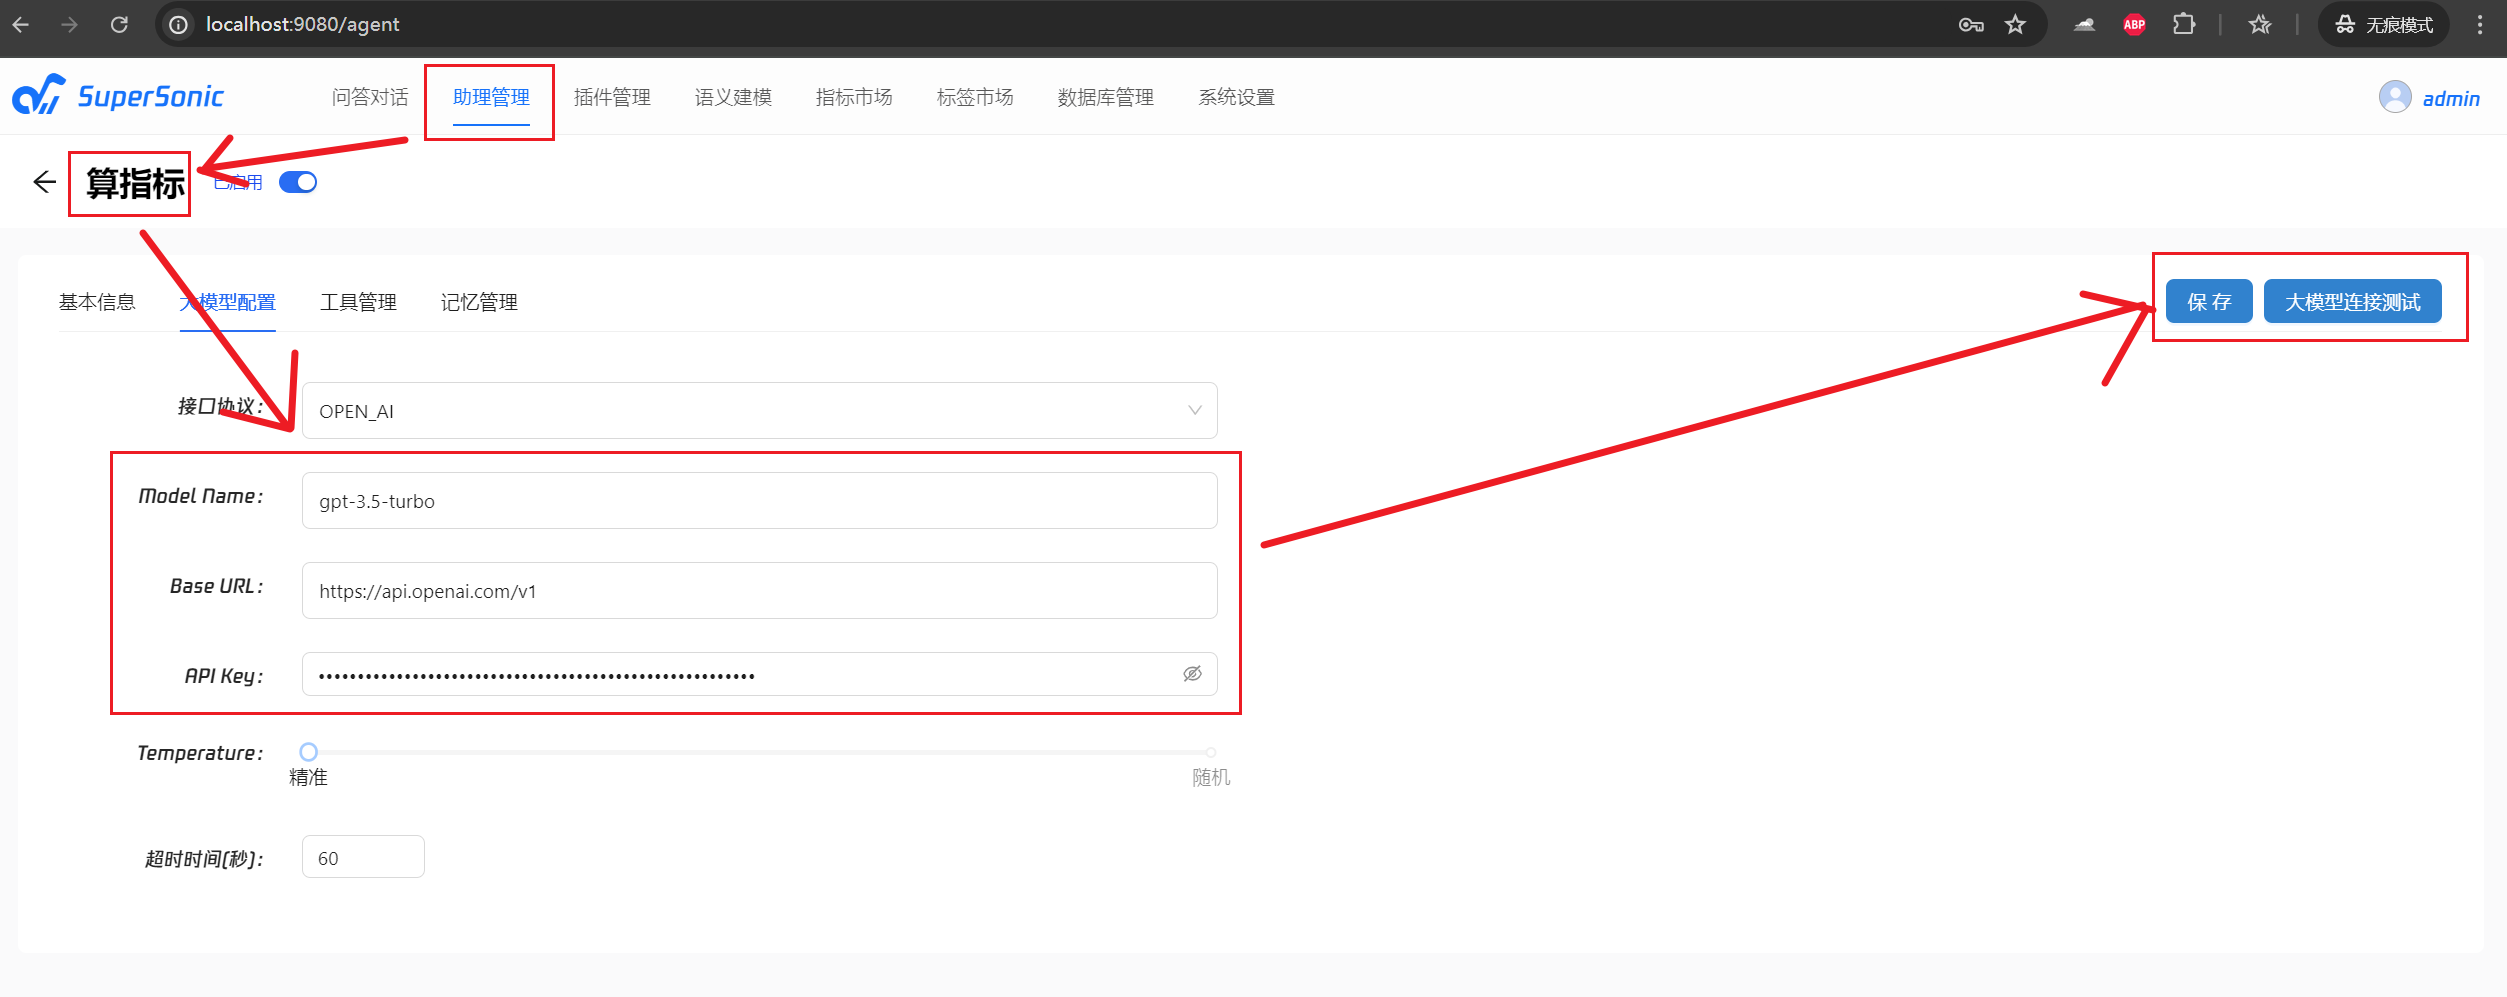 localhost:9080/agent
ABP
无痕模式
SuperSonic
问答对话 助理管理 插件管理 语义建模 指标市场 标签市场 数据库管理 系统设置
admin
算指标 已启用
基本信息 大模型配置 工具管理 记忆管理
保 存 大模型连接测试
接口协议: OPEN_AI
Model Name: gpt-3.5-turbo
Base URL: https://api.openai.com/v1
API Key: 
Temperature:
精准 随机
超时时间(秒): 60